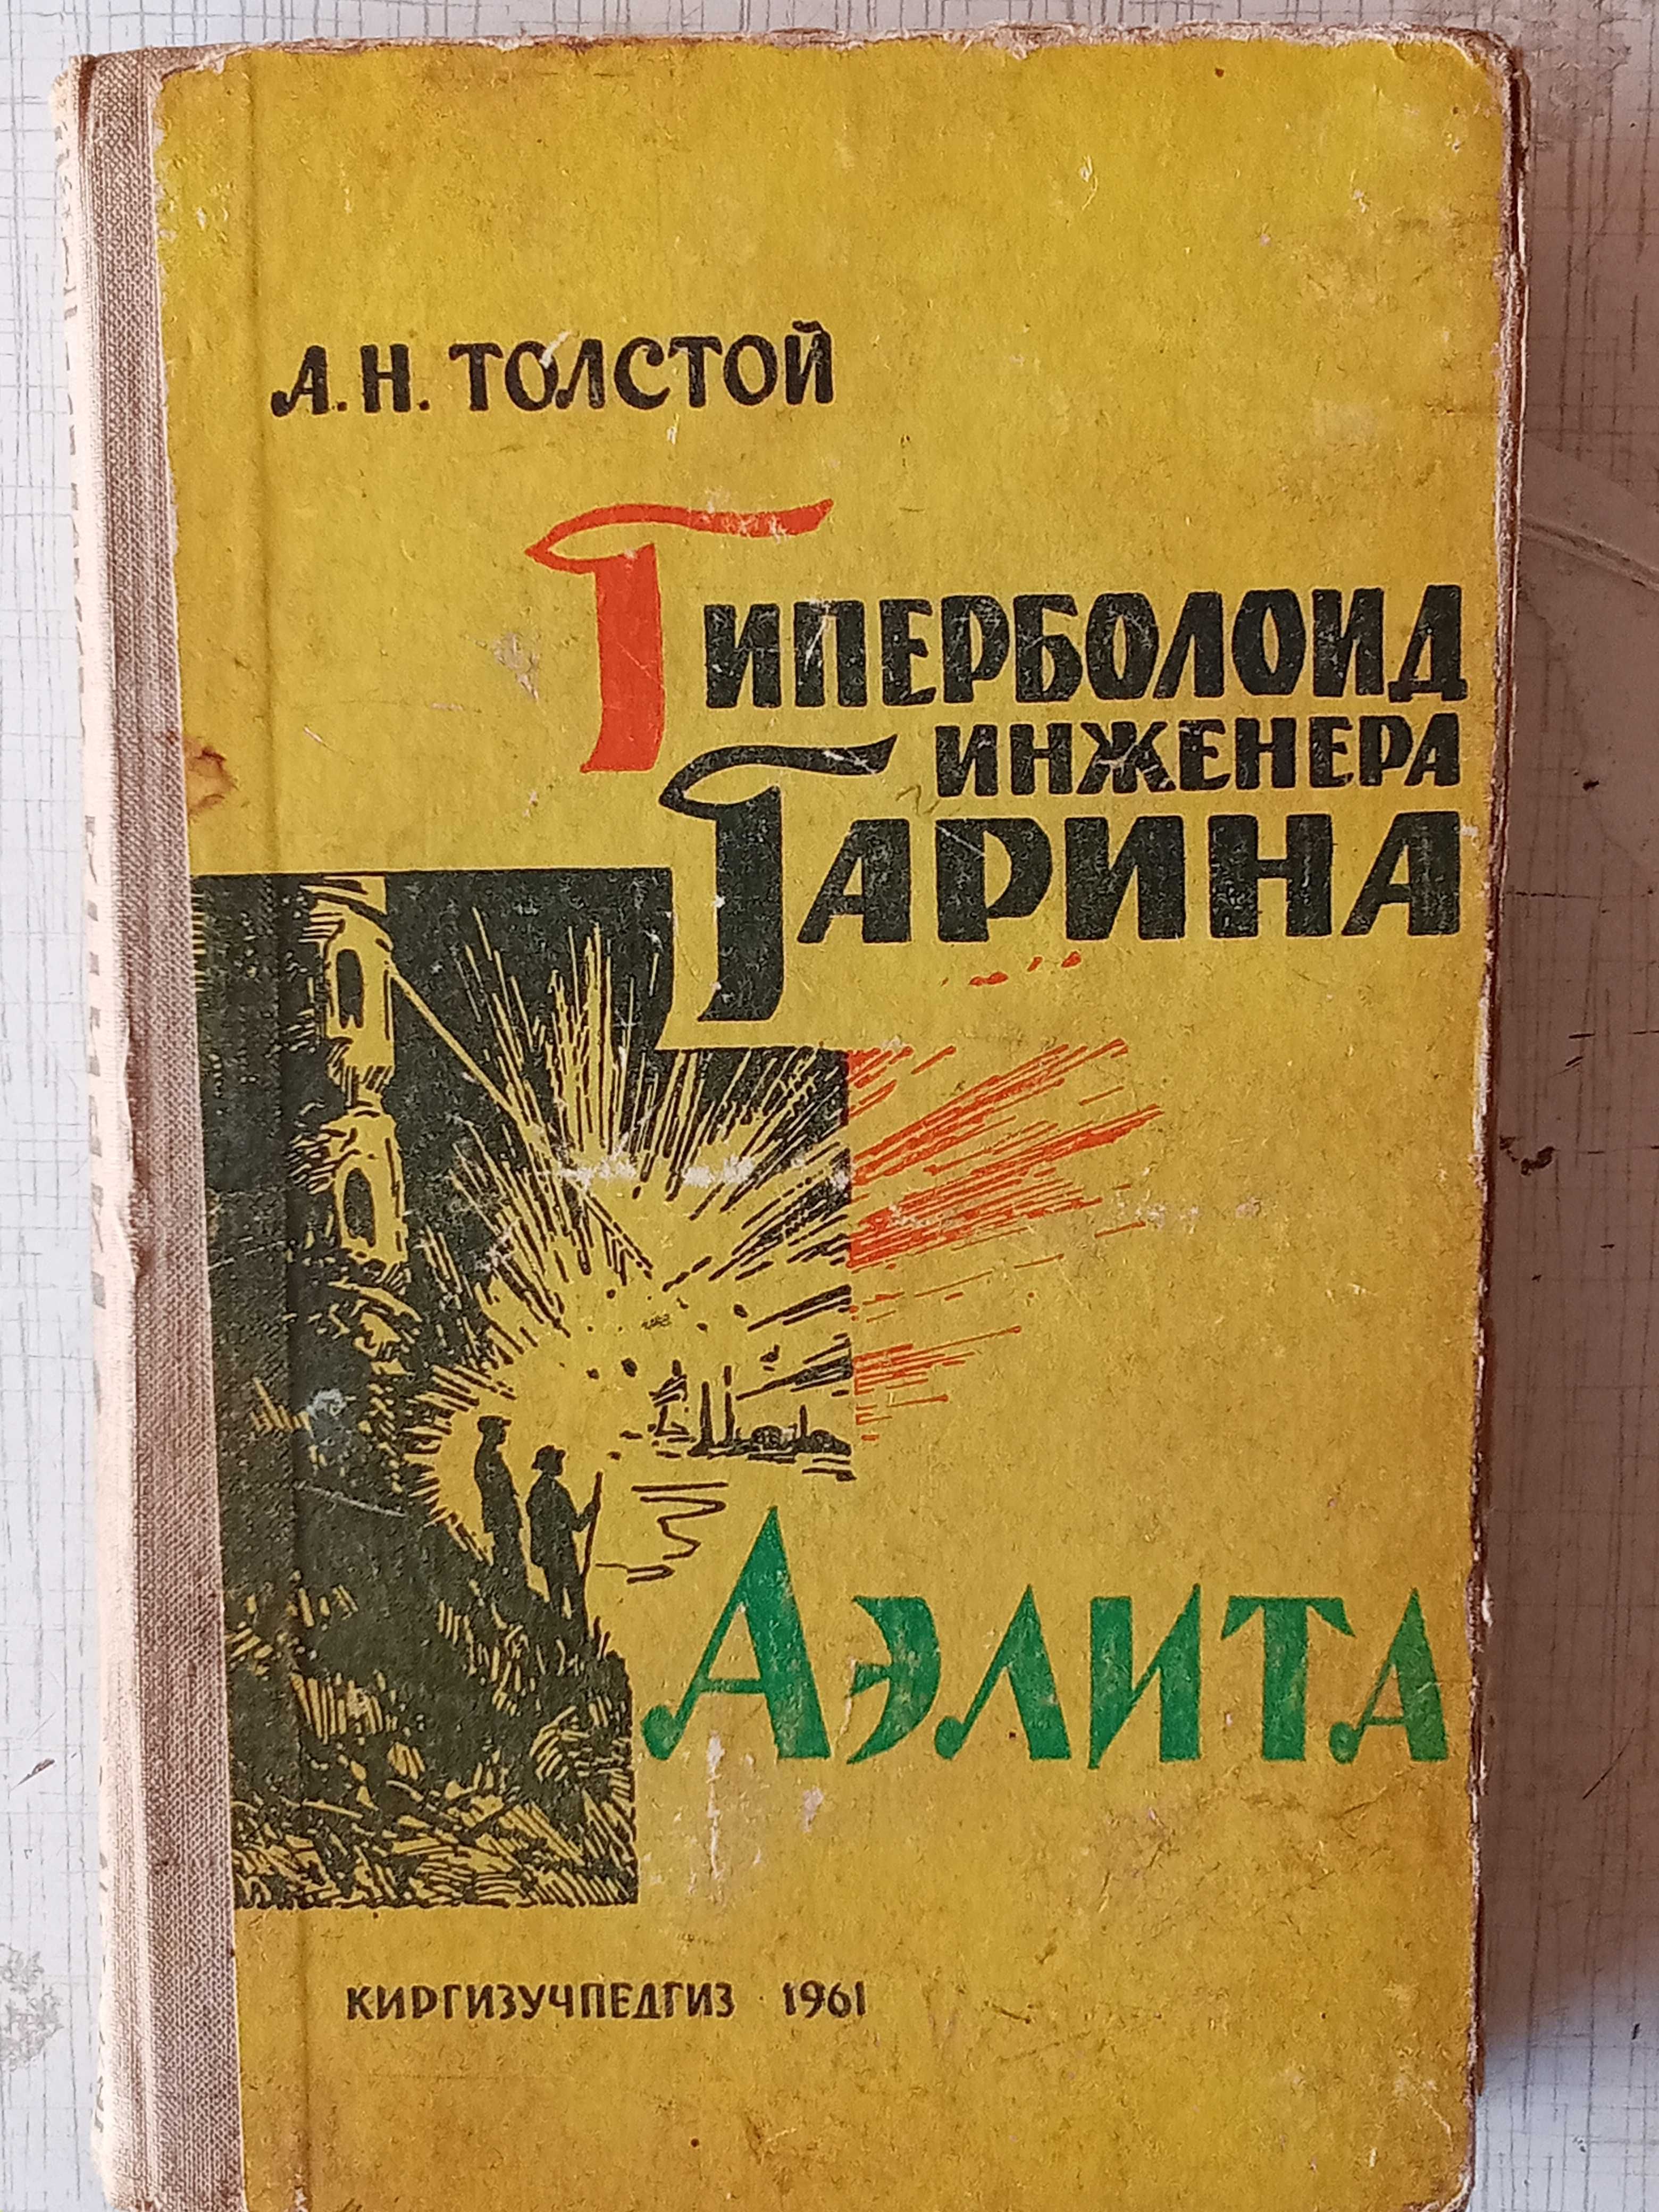 А.Н. ТОЛСТОЙ
ГИПЕРБОЛОИД
ИНЖЕНЕРА
ГАРИНА
АЭЛИТА
КИРГИЗУЧПЕДГИЗ 1961